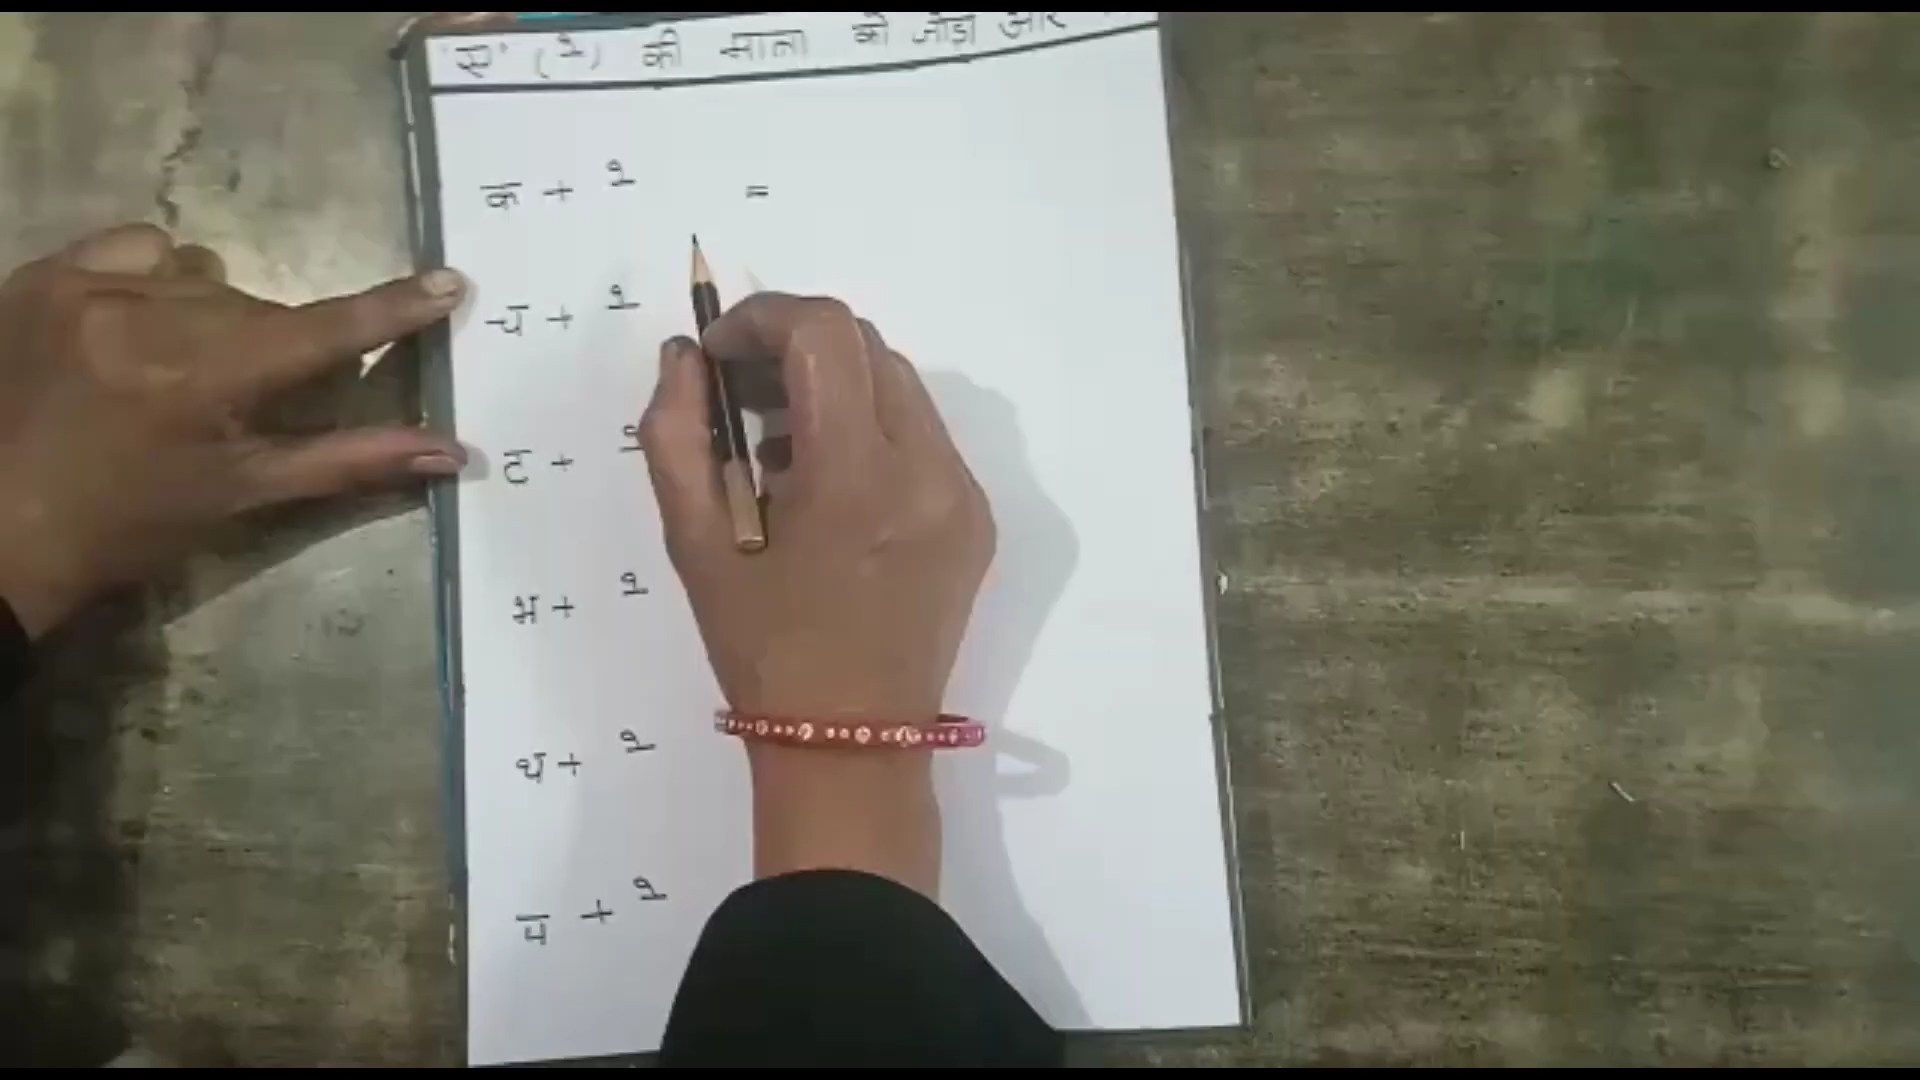 "ए" (े) की मात्रा को जोड़ो और
क + े =
च + े
ट + े
भ + े
थ + े
प + े